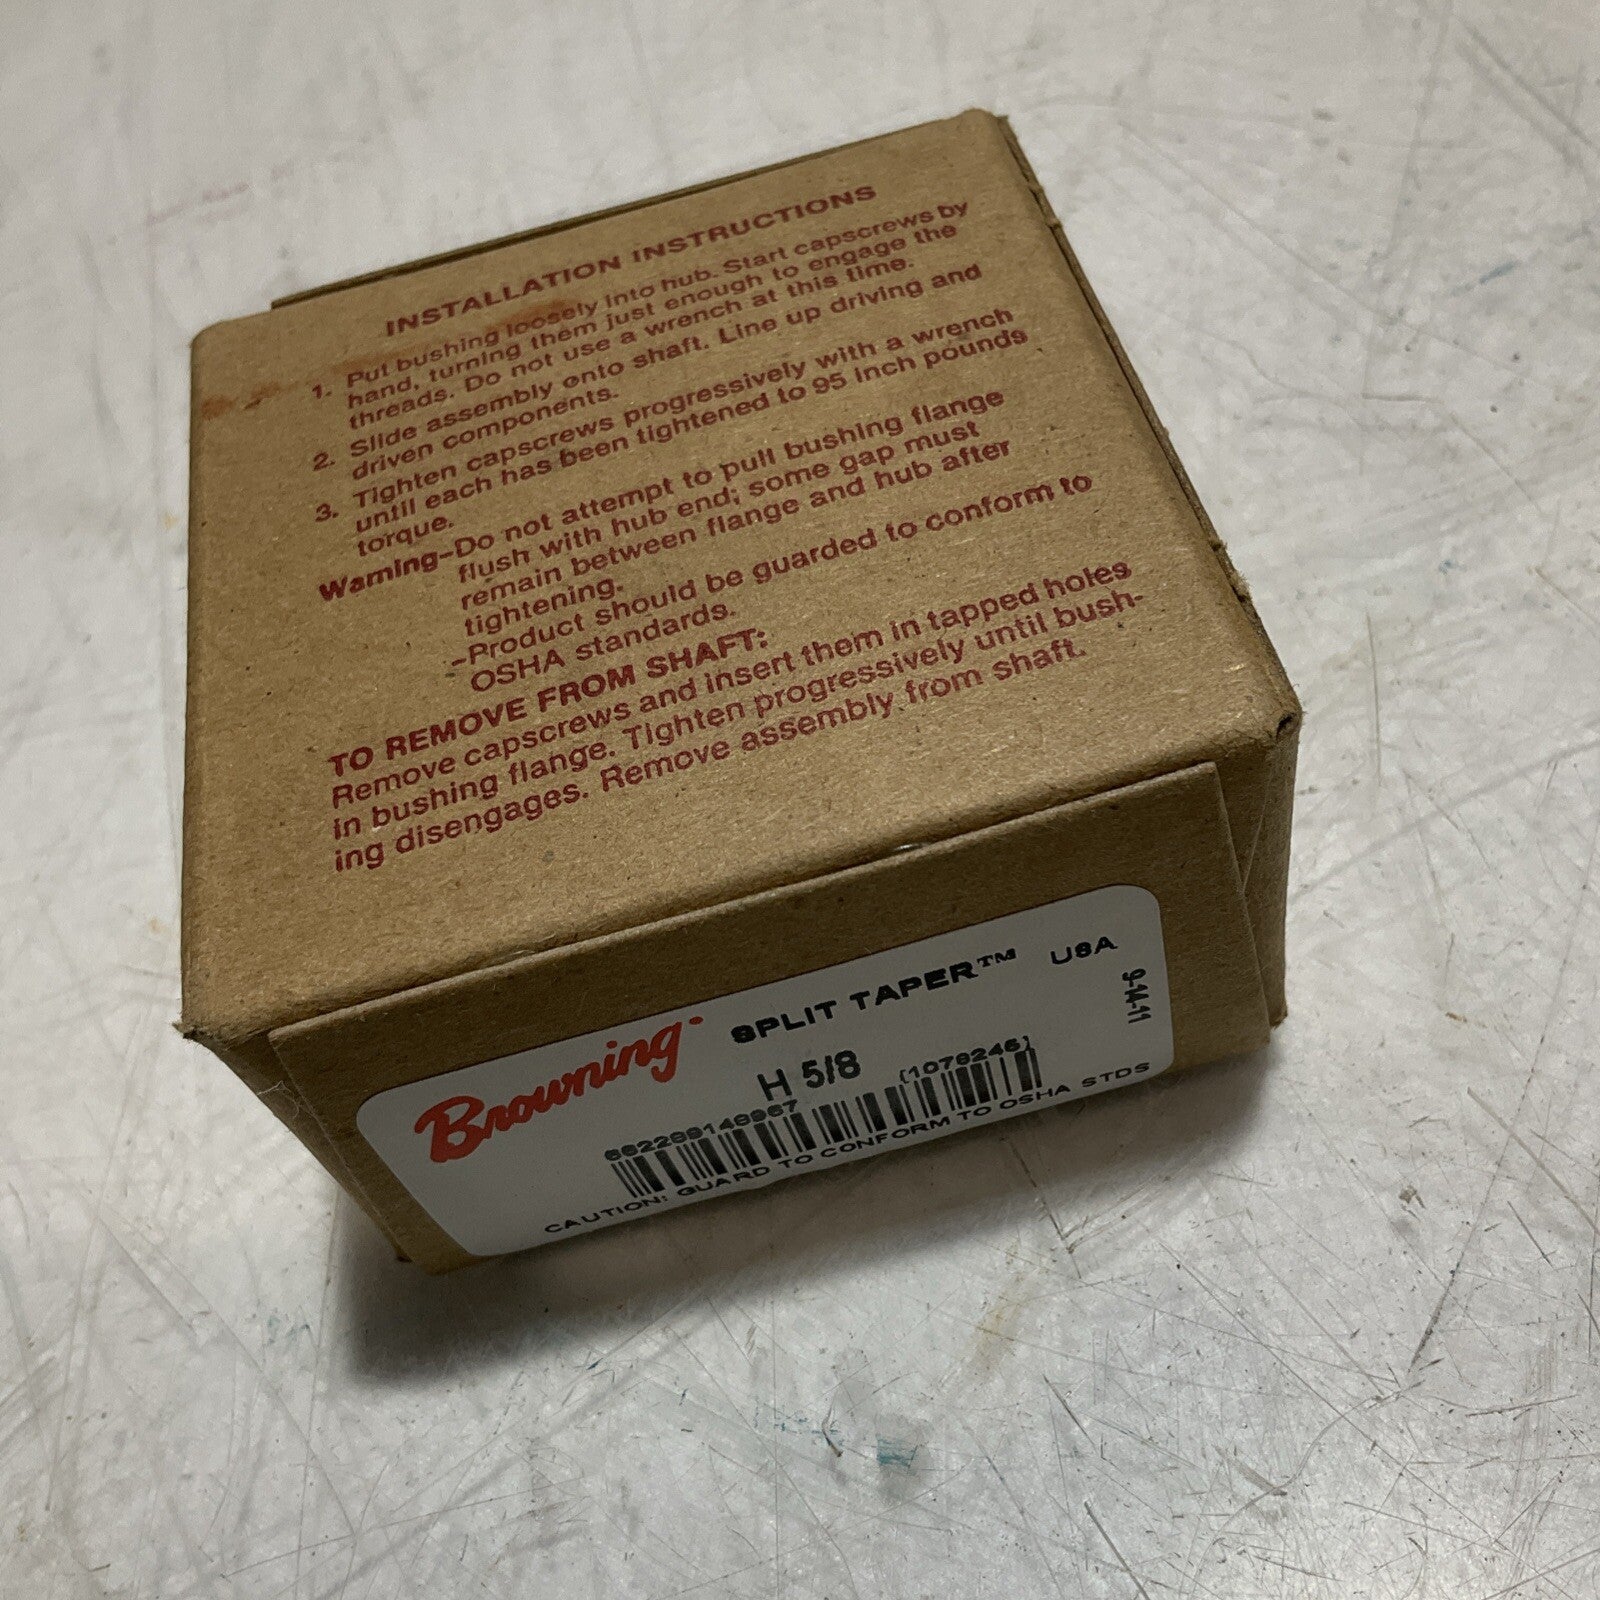 INSTALLATION INSTRUCTIONS
1. Put bushing loosely into hub. Start capscrews by
hand, turning them just enough to engage the
threads. Do not use a wrench at this time.
2. Slide assembly onto shaft. Line up driving and
driven components.
3. Tighten capscrews progressively with a wrench
until each has been tightened to 95 inch pounds
torque.
Warning–Do not attempt to pull bushing flange
flush with hub end; some gap must
remain between flange and hub after
tightening.
–Product should be guarded to conform to
OSHA standards.
TO REMOVE FROM SHAFT:
Remove capscrews and insert them in tapped holes
in bushing flange. Tighten progressively until bush-
ing disengages. Remove assembly from shaft.
Browning SPLIT TAPER™ USA
9-14-11
H 5/8
(1078246)
CAUTION: GUARD TO CONFORM TO OSHA STDS